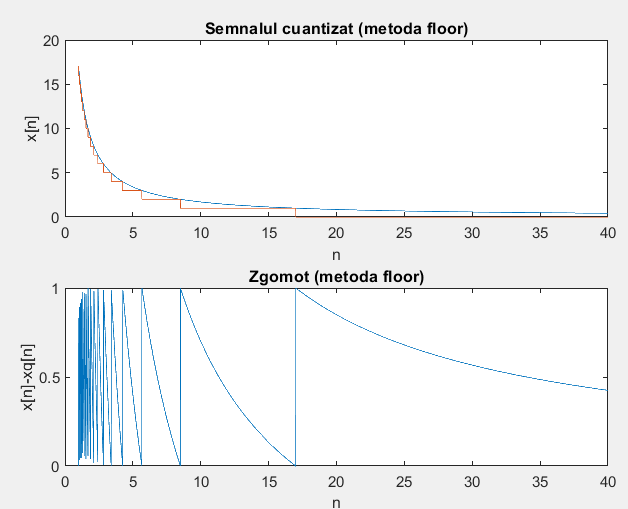 Semnalul cuantizat (metoda floor)
20
15
10
5
0
x[n]
0 5 10 15 20 25 30 35 40
n
Zgomot (metoda floor)
1
0.5
0
x[n]-xq[n]
0 5 10 15 20 25 30 35 40
n